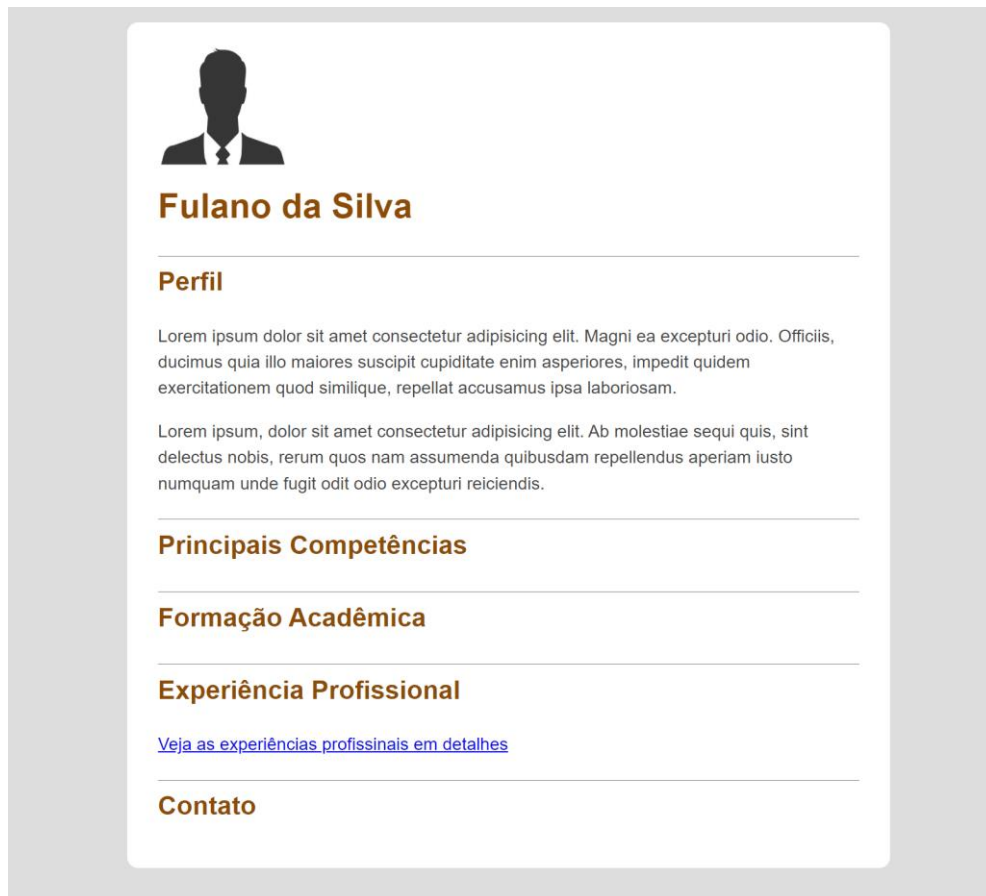 Fulano da Silva
Perfil
Lorem ipsum dolor sit amet consectetur adipisicing elit. Magni ea excepturi odio. Officiis,
ducimus quia illo maiores suscipit cupiditate enim asperiores, impedit quidem
exercitationem quod similique, repellat accusamus ipsa laboriosam.
Lorem ipsum, dolor sit amet consectetur adipisicing elit. Ab molestiae sequi quis, sint
delectus nobis, rerum quos nam assumenda quibusdam repellendus aperiam iusto
numquam unde fugit odit odio excepturi reiciendis.
Principais Competências
Formação Acadêmica
Experiência Profissional
Veja as experiências profissinais em detalhes
Contato